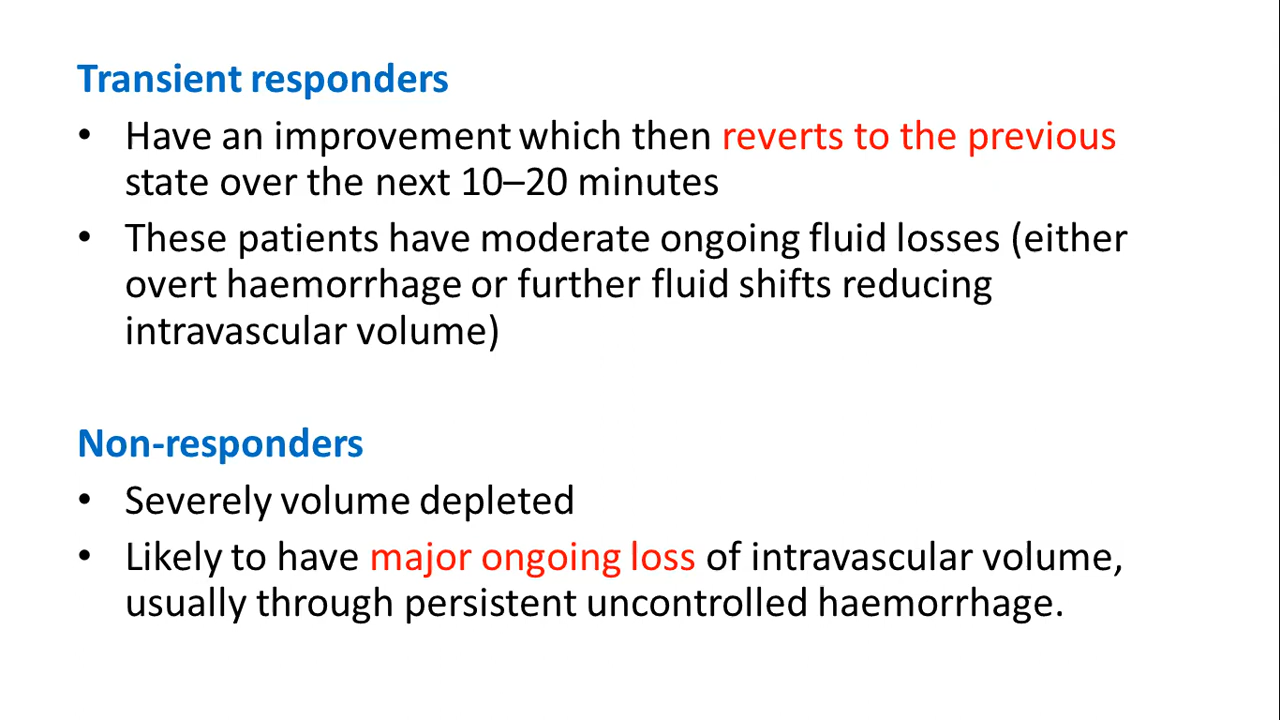 Transient responders
• Have an improvement which then reverts to the previous
state over the next 10–20 minutes
• These patients have moderate ongoing fluid losses (either
overt haemorrhage or further fluid shifts reducing
intravascular volume)
Non-responders
• Severely volume depleted
• Likely to have major ongoing loss of intravascular volume,
usually through persistent uncontrolled haemorrhage.